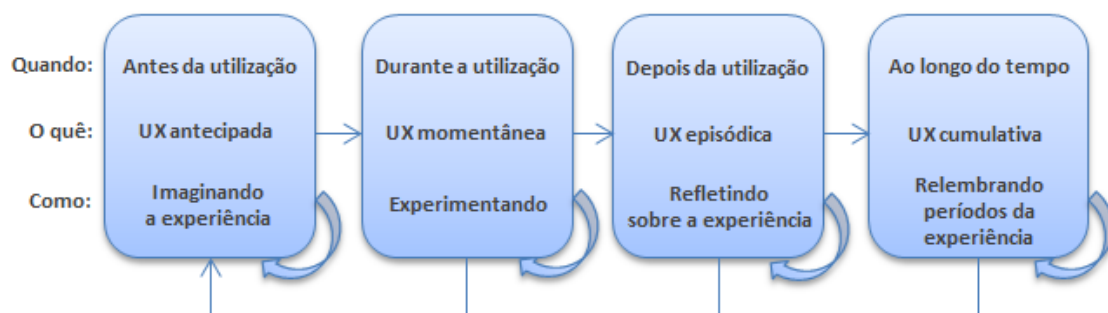 Quando: Antes da utilização Durante a utilização Depois da utilização Ao longo do tempo
O quê: UX antecipada UX momentânea UX episódica UX cumulativa
Como: Imaginando a experiência Experimentando Refletindo sobre a experiência Relembrando períodos da experiência